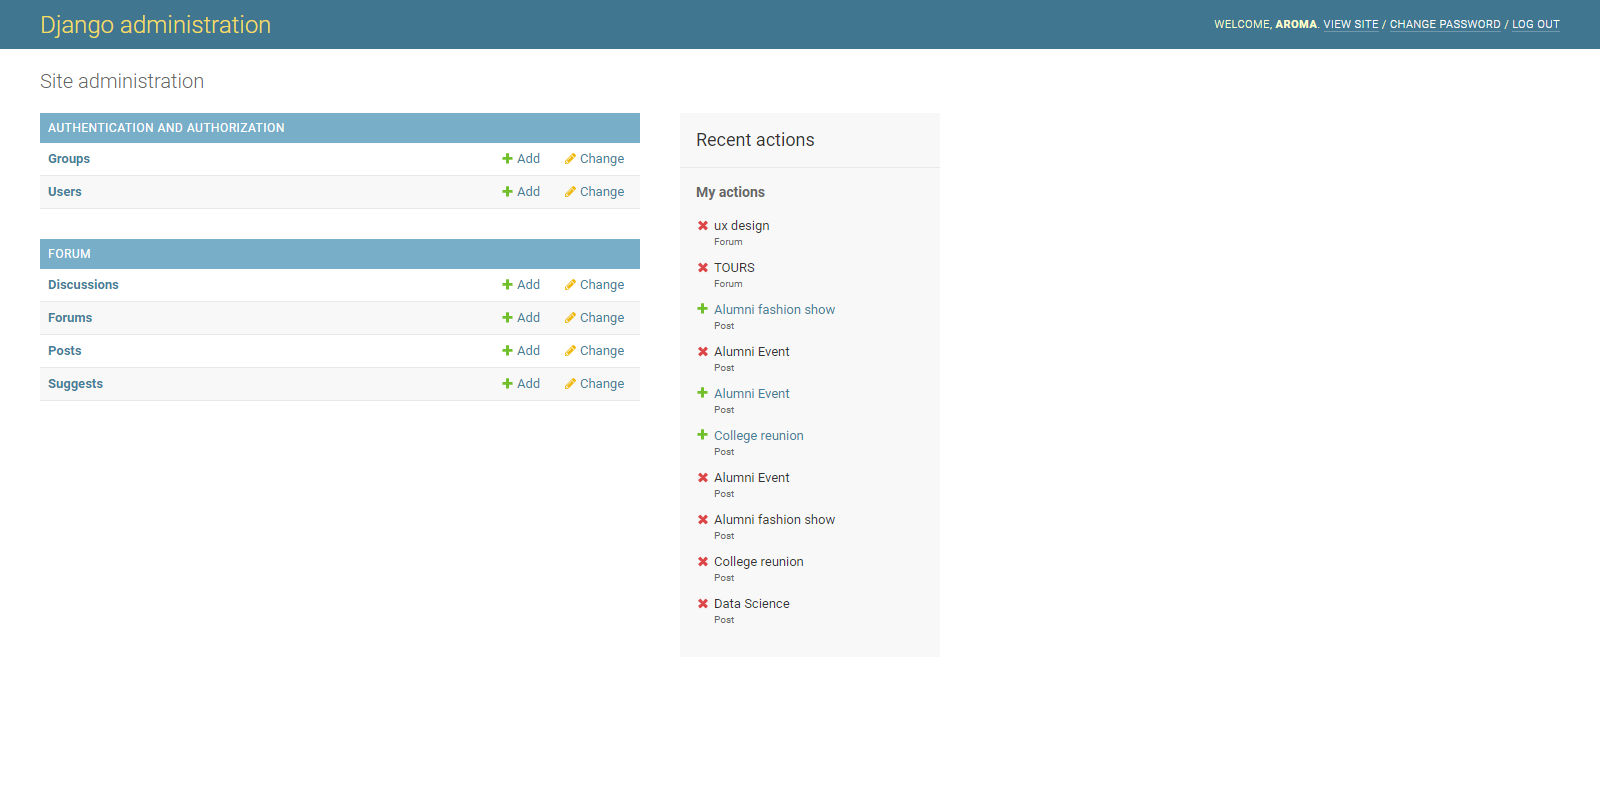 Django administration
WELCOME, AROMA. VIEW SITE / CHANGE PASSWORD / LOG OUT
Site administration
AUTHENTICATION AND AUTHORIZATION
Groups Add Change
Users Add Change
FORUM
Discussions Add Change
Forums Add Change
Posts Add Change
Suggests Add Change
Recent actions
My actions
ux design
Forum
TOURS
Forum
Alumni fashion show
Post
Alumni Event
Post
Alumni Event
Post
College reunion
Post
Alumni Event
Post
Alumni fashion show
Post
College reunion
Post
Data Science
Post